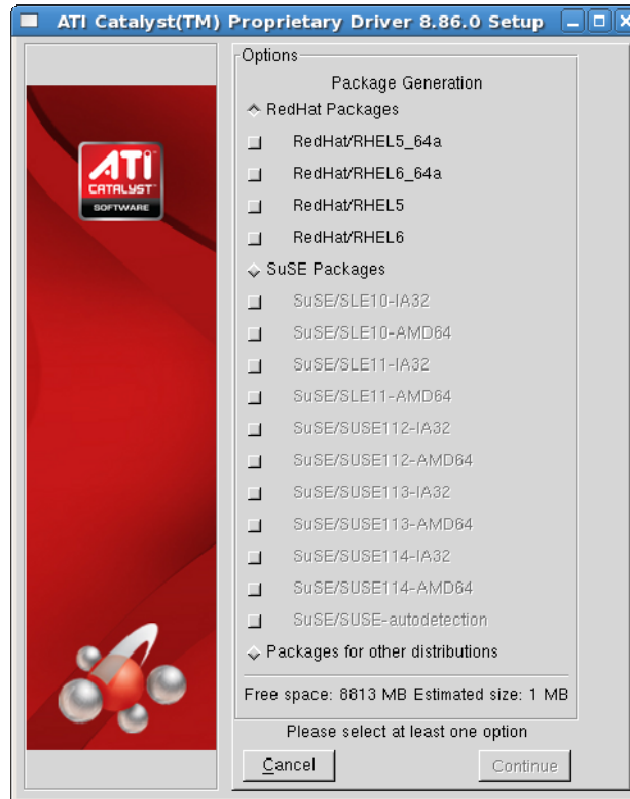 ATI Catalyst(TM) Proprietary Driver 8.86.0 Setup
ATI
CATALYST™
SOFTWARE
Options
Package Generation
RedHat Packages
RedHat/RHEL5_64a
RedHat/RHEL6_64a
RedHat/RHEL5
RedHat/RHEL6
SuSE Packages
SuSE/SLE10-IA32
SuSE/SLE10-AMD64
SuSE/SLE11-IA32
SuSE/SLE11-AMD64
SuSE/SUSE112-IA32
SuSE/SUSE112-AMD64
SuSE/SUSE113-IA32
SuSE/SUSE113-AMD64
SuSE/SUSE114-IA32
SuSE/SUSE114-AMD64
SuSE/SUSE-autodetection
Packages for other distributions
Free space: 8813 MB Estimated size: 1 MB
Please select at least one option
Cancel
Continue